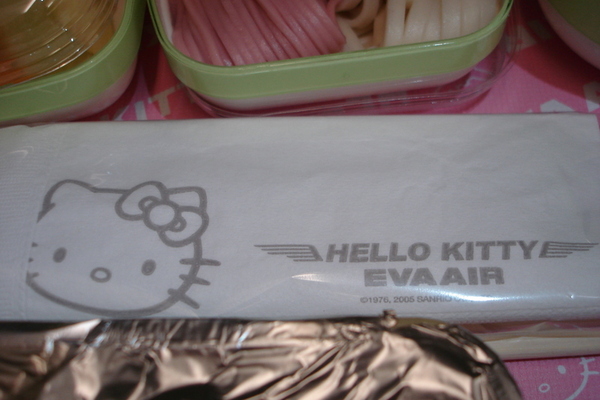 HELLO KITTY
EVA AIR
©1976, 2005 SANRIO